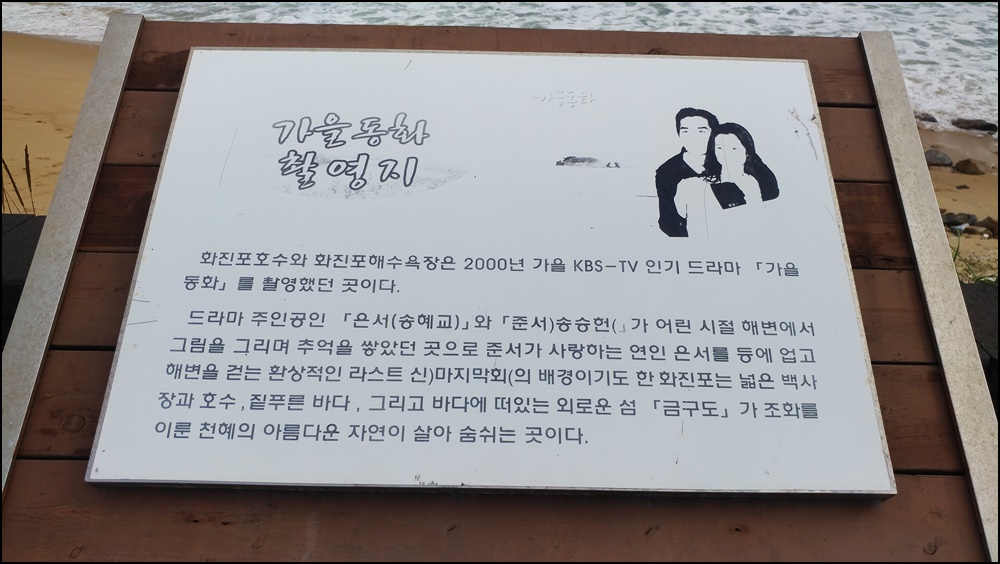 가을동화
가을동화
촬영지
화진포호수와 화진포해수욕장은 2000년 가을 KBS-TV 인기 드라마 「가을
동화」를 촬영했던 곳이다.
드라마 주인공인 「은서(송혜교)」와 「준서)송승헌(」가 어린 시절 해변에서
그림을 그리며 추억을 쌓았던 곳으로 준서가 사랑하는 연인 은서를 등에 업고
해변을 걷는 환상적인 라스트 신)마지막회(의 배경이기도 한 화진포는 넓은 백사
장과 호수 , 짙푸른 바다 , 그리고 바다에 떠있는 외로운 섬 「금구도」가 조화를
이룬 천혜의 아름다운 자연이 살아 숨쉬는 곳이다.